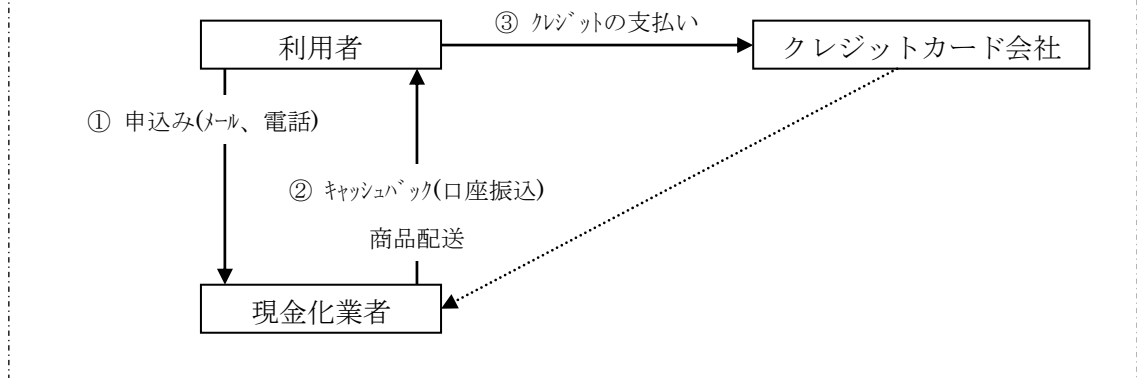 ③ ｸﾚｼﾞｯﾄの支払い
利用者
クレジットカード会社
① 申込み(ﾒｰﾙ、電話)
② ｷｬｯｼｭﾊﾞｯｸ(口座振込)
商品配送
現金化業者